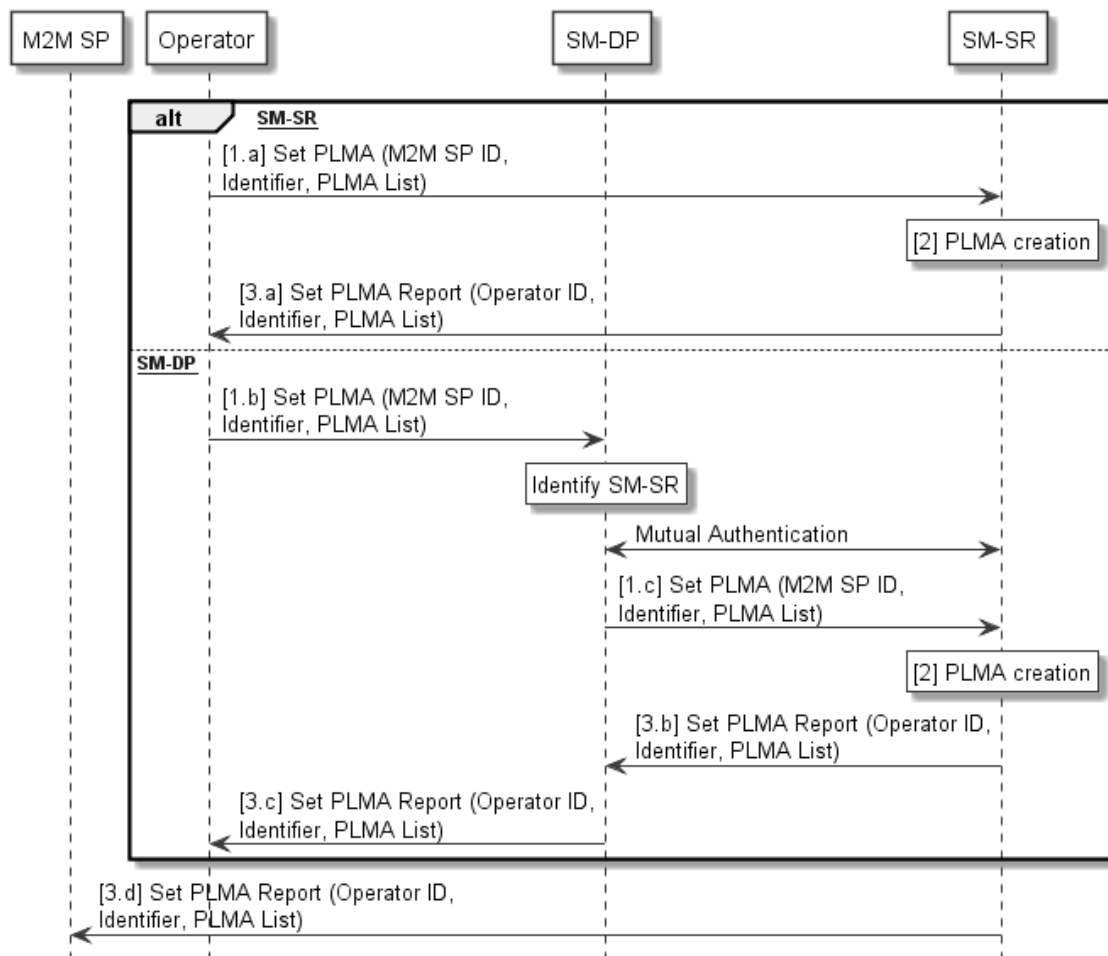 M2M SP
Operator
SM-DP
SM-SR
alt
SM-SR
[1.a] Set PLMA (M2M SP ID,
Identifier, PLMA List)
[2] PLMA creation
[3.a] Set PLMA Report (Operator ID,
Identifier, PLMA List)
SM-DP
[1.b] Set PLMA (M2M SP ID,
Identifier, PLMA List)
Identify SM-SR
Mutual Authentication
[1.c] Set PLMA (M2M SP ID,
Identifier, PLMA List)
[2] PLMA creation
[3.b] Set PLMA Report (Operator ID,
Identifier, PLMA List)
[3.c] Set PLMA Report (Operator ID,
Identifier, PLMA List)
[3.d] Set PLMA Report (Operator ID,
Identifier, PLMA List)